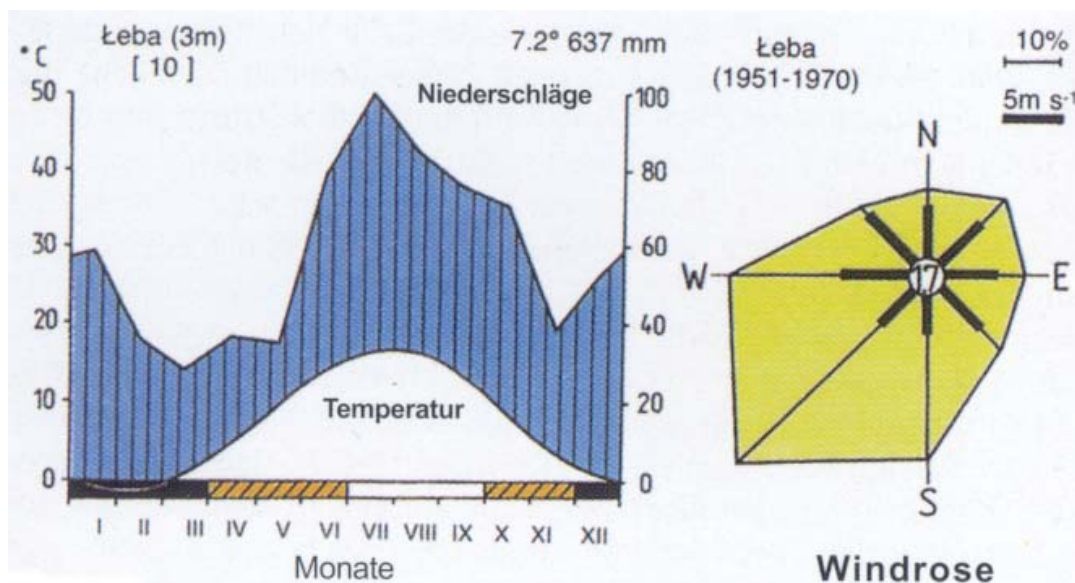 Łeba (3m)
[ 10 ]
7.2° 637 mm
°C
50
40
30
20
10
0
Niederschläge
Temperatur
100
80
60
40
20
0
I II III IV V VI VII VIII IX X XI XII
Monate
Łeba
(1951-1970)
10%
5m s⁻¹
N
W
17
E
S
Windrose